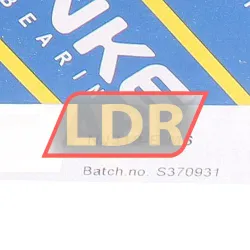 BEARIN
NKE
LDR
Batch no. S370931